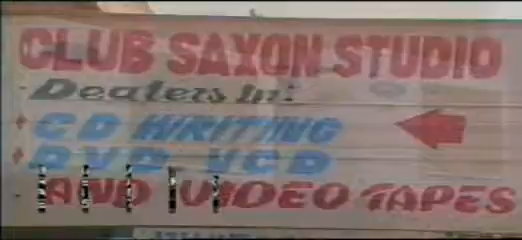 CLUB SAXON STUDIO
Dealers In:
CD WRITING
DVD VCD
AND VIDEO TAPES